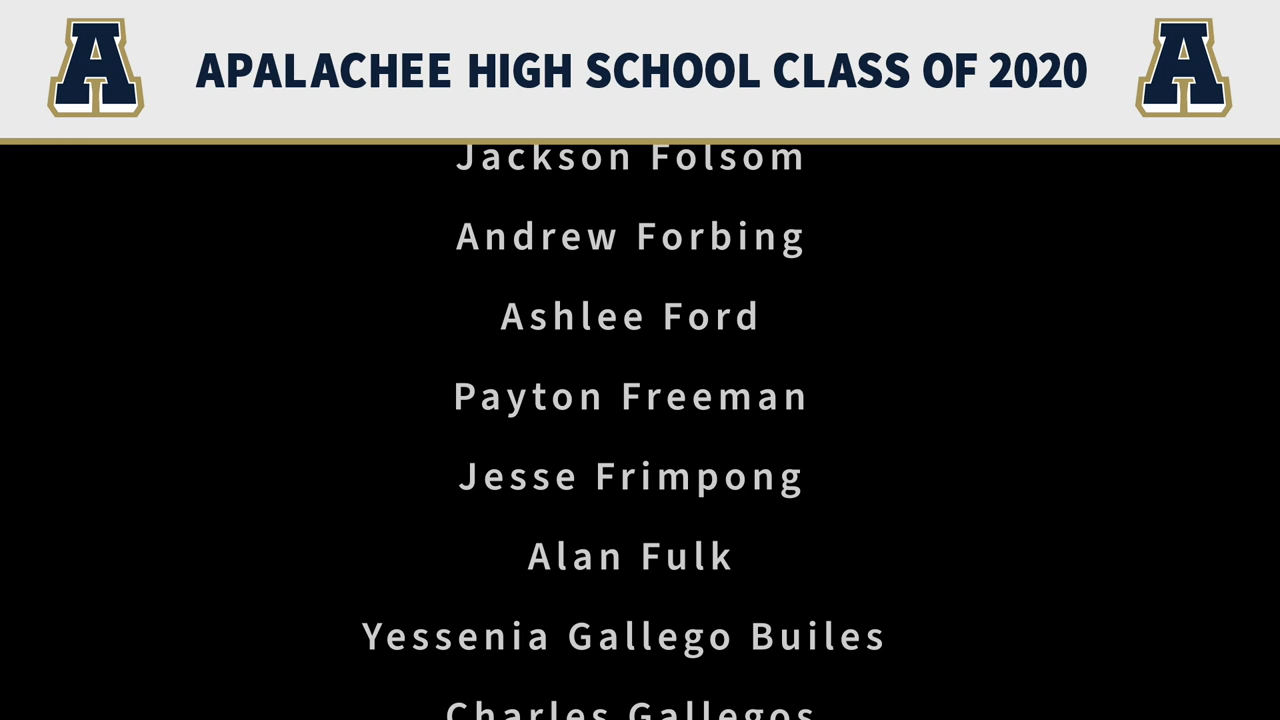 A APALACHEE HIGH SCHOOL CLASS OF 2020 A
Jackson Folsom
Andrew Forbing
Ashlee Ford
Payton Freeman
Jesse Frimpong
Alan Fulk
Yessenia Gallego Builes
Charles Gallegos